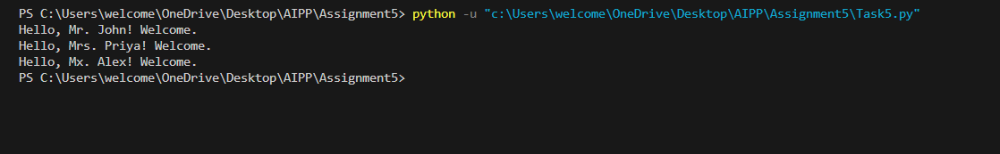 PS C:\Users\welcome\OneDrive\Desktop\AIPP\Assignment5> python -u "c:\Users\welcome\OneDrive\Desktop\AIPP\Assignment5\Task5.py"
Hello, Mr. John! Welcome.
Hello, Mrs. Priya! Welcome.
Hello, Mx. Alex! Welcome.
PS C:\Users\welcome\OneDrive\Desktop\AIPP\Assignment5>